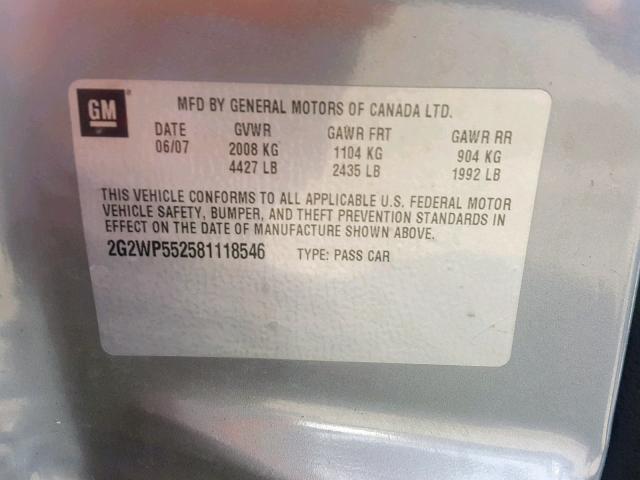 GM
MFD BY GENERAL MOTORS OF CANADA LTD.
DATE GVWR GAWR FRT GAWR RR
06/07 2008 KG 1104 KG 904 KG
4427 LB 2435 LB 1992 LB
THIS VEHICLE CONFORMS TO ALL APPLICABLE U.S. FEDERAL MOTOR
VEHICLE SAFETY, BUMPER, AND THEFT PREVENTION STANDARDS IN
EFFECT ON THE DATE OF MANUFACTURE SHOWN ABOVE.
2G2WP552581118546 TYPE: PASS CAR